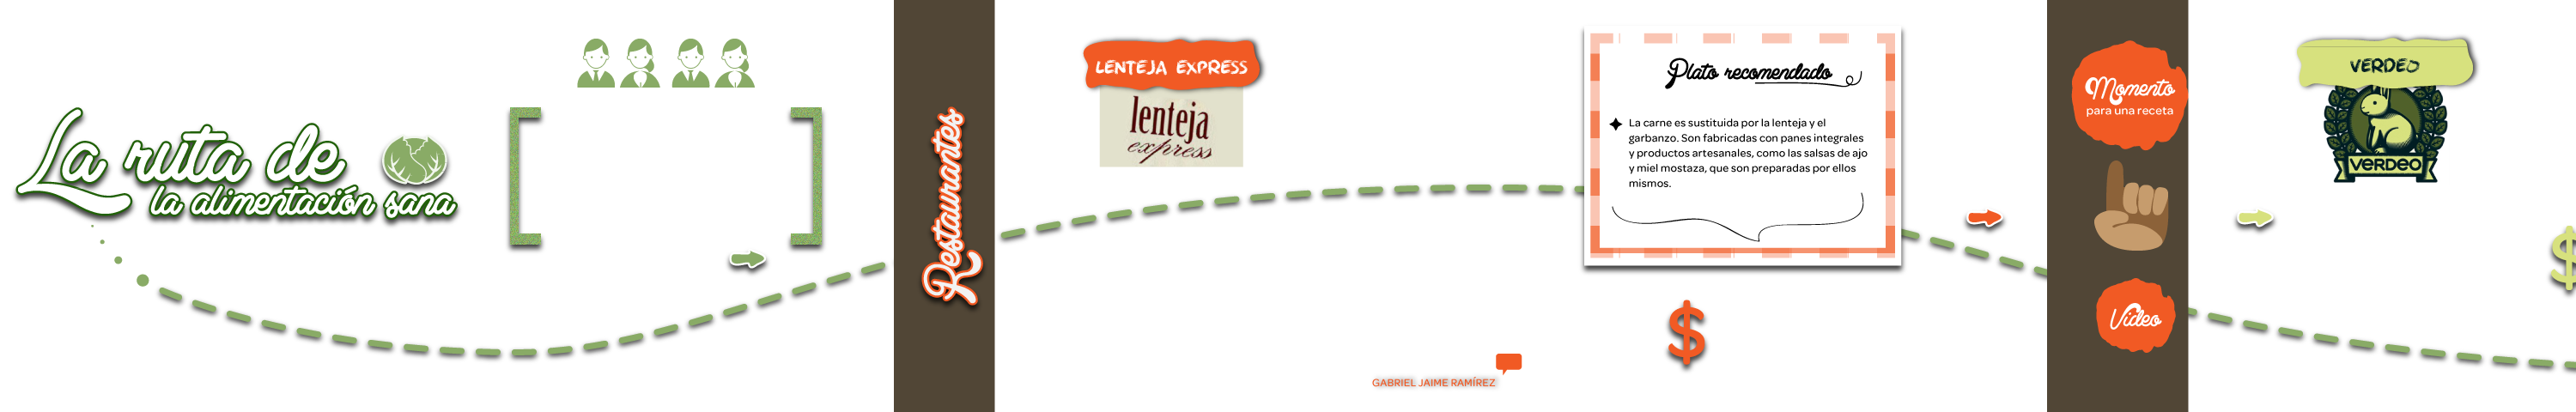 La ruta de
la alimentación sana
Restaurantes
LENTEJA EXPRESS
lenteja
express
Plato recomendado
La carne es sustituida por la lenteja y el
garbanzo. Son fabricadas con panes integrales
y productos artesanales, como las salsas de ajo
y miel mostaza, que son preparadas por ellos
mismos.
$
GABRIEL JAIME RAMÍREZ
Momento
para una receta
Video
VERDEO
VERDEO
$